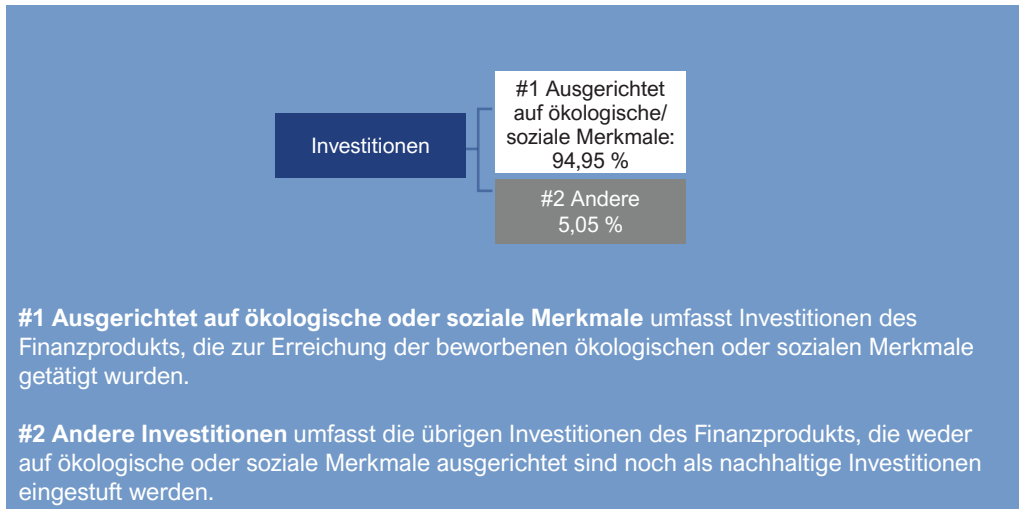 Investitionen
#1 Ausgerichtet
auf ökologische/
soziale Merkmale:
94,95 %
#2 Andere
5,05 %
#1 Ausgerichtet auf ökologische oder soziale Merkmale umfasst Investitionen des
Finanzprodukts, die zur Erreichung der beworbenen ökologischen oder sozialen Merkmale
getätigt wurden.
#2 Andere Investitionen umfasst die übrigen Investitionen des Finanzprodukts, die weder
auf ökologische oder soziale Merkmale ausgerichtet sind noch als nachhaltige Investitionen
eingestuft werden.